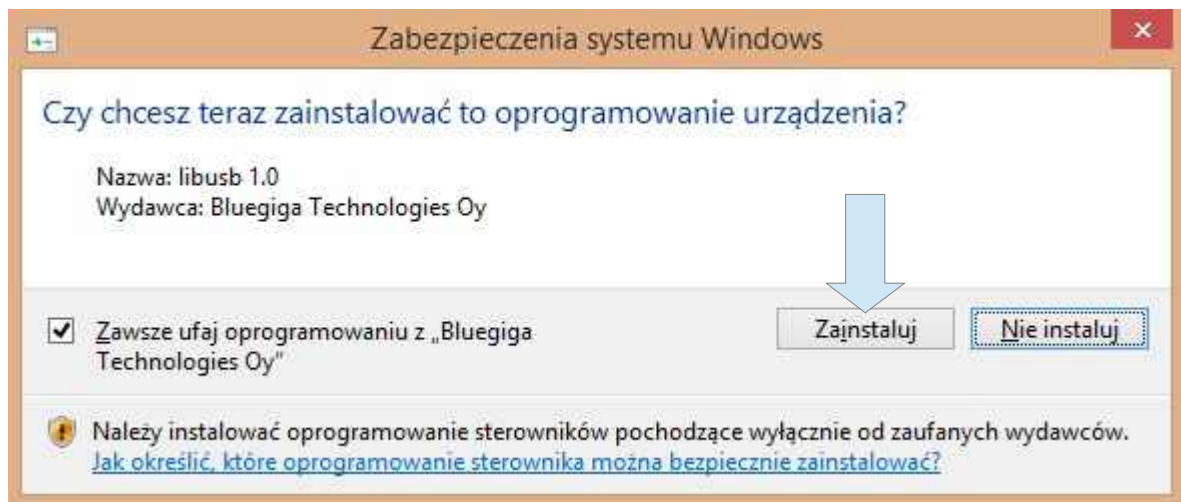 Zabezpieczenia systemu Windows
Czy chcesz teraz zainstalować to oprogramowanie urządzenia?
Nazwa: libusb 1.0
Wydawca: Bluegiga Technologies Oy
Zawsze ufaj oprogramowaniu z „Bluegiga
Technologies Oy”
Zainstaluj
Nie instaluj
Należy instalować oprogramowanie sterowników pochodzące wyłącznie od zaufanych wydawców.
Jak określić, które oprogramowanie sterownika można bezpiecznie zainstalować?